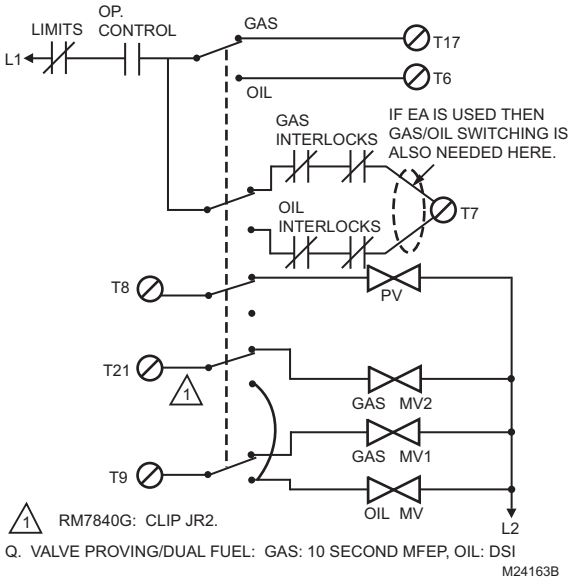 OP.
CONTROL
LIMITS
L1
GAS
T17
T6
OIL
GAS
INTERLOCKS
IF EA IS USED THEN
GAS/OIL SWITCHING IS
ALSO NEEDED HERE.
OIL
INTERLOCKS
T7
T8
PV
T21
1
GAS MV2
GAS MV1
T9
OIL MV
L2
1 RM7840G: CLIP JR2.
Q. VALVE PROVING/DUAL FUEL: GAS: 10 SECOND MFEP, OIL: DSI
M24163B